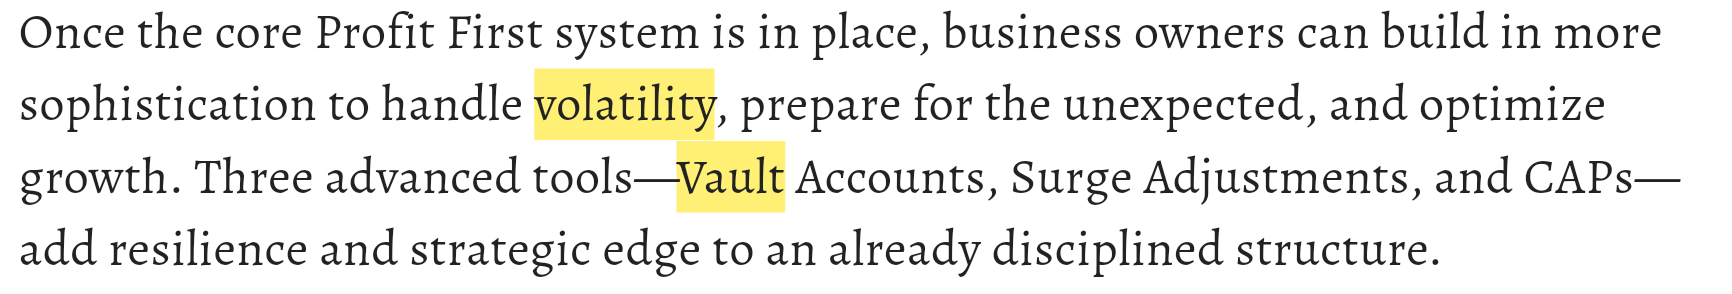 Once the core Profit First system is in place, business owners can build in more
sophistication to handle volatility, prepare for the unexpected, and optimize
growth. Three advanced tools—Vault Accounts, Surge Adjustments, and CAPs—
add resilience and strategic edge to an already disciplined structure.